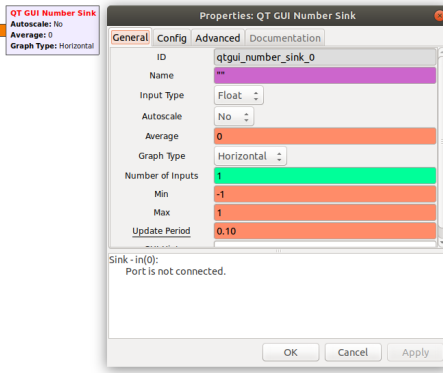 QT GUI Number Sink
Autoscale: No
Average: 0
Graph Type: Horizontal
Properties: QT GUI Number Sink
General Config Advanced Documentation
ID qtgui_number_sink_0
Name ""
Input Type Float
Autoscale No
Average 0
Graph Type Horizontal
Number of Inputs 1
Min -1
Max 1
Update Period 0.10
Sink - in(0):
Port is not connected.
OK Cancel Apply